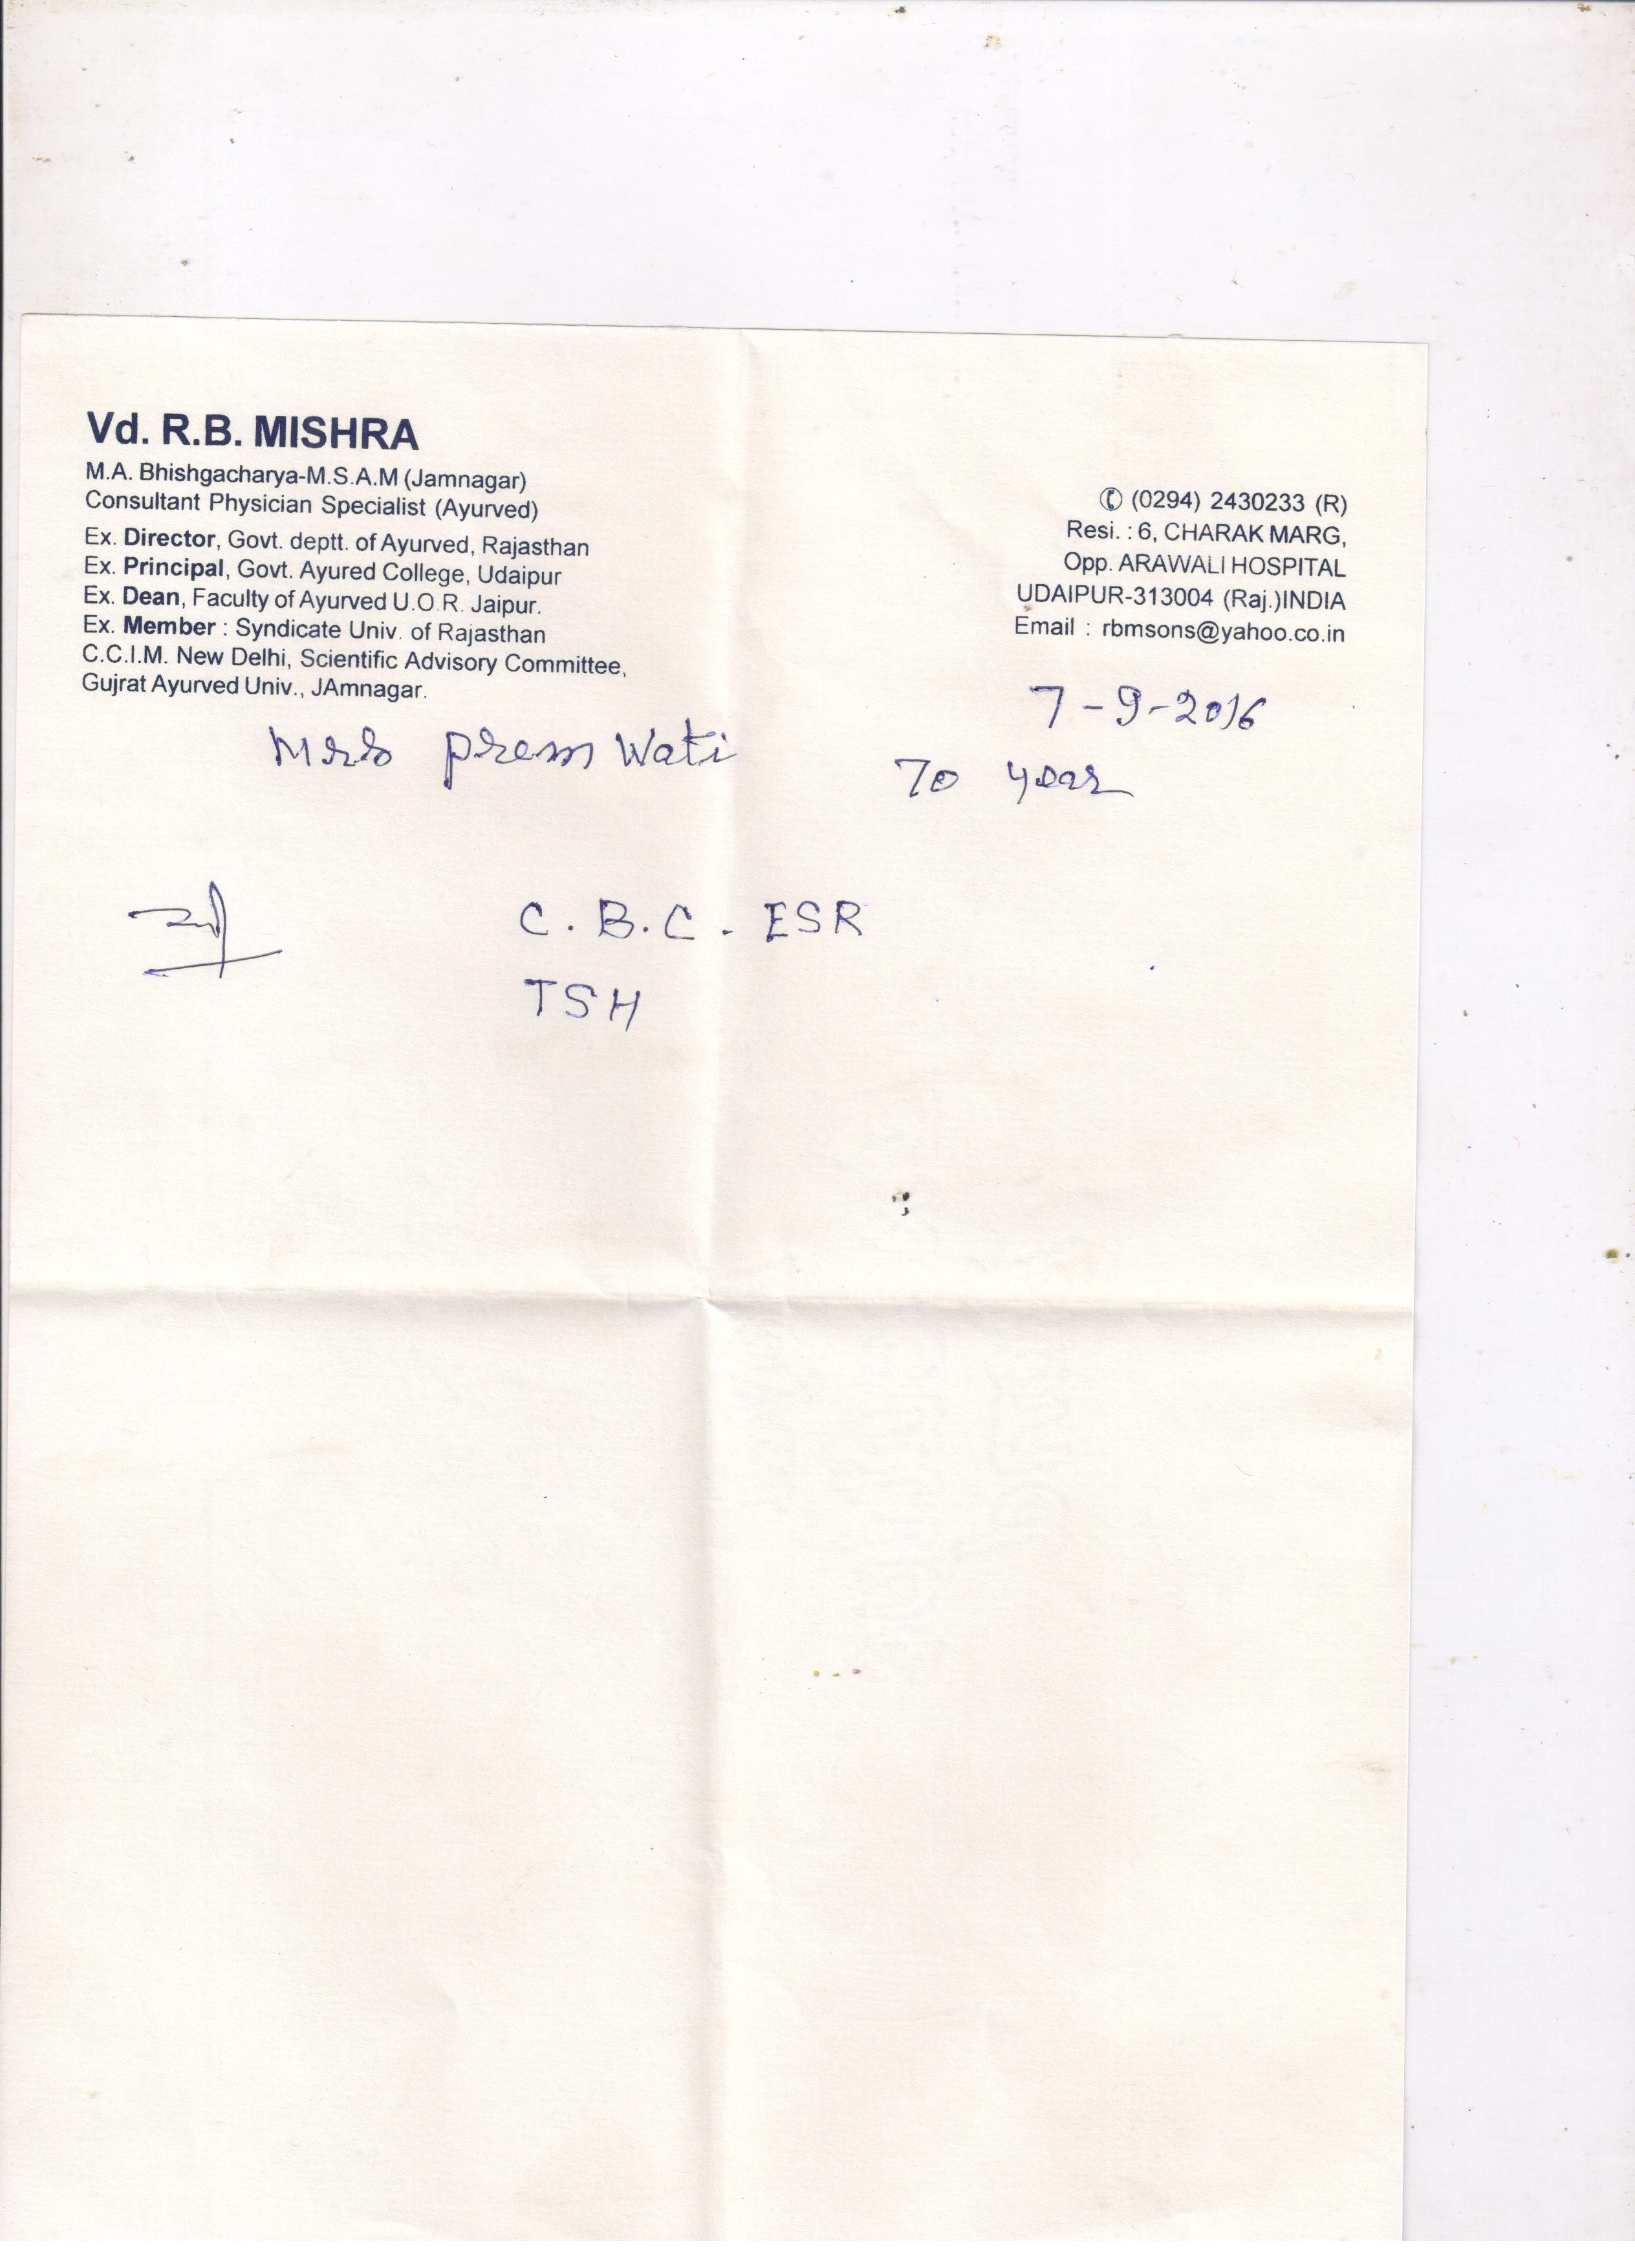 Vd. R.B. MISHRA
M.A. Bhishgacharya-M.S.A.M (Jamnagar)
Consultant Physician Specialist (Ayurved)
Ex. Director, Govt. deptt. of Ayurved, Rajasthan
Ex. Principal, Govt. Ayured College, Udaipur
Ex. Dean, Faculty of Ayurved U.O.R. Jaipur.
Ex. Member : Syndicate Univ. of Rajasthan
C.C.I.M. New Delhi, Scientific Advisory Committee,
Gujrat Ayurved Univ., JAmnagar.
✆ (0294) 2430233 (R)
Resi. : 6, CHARAK MARG,
Opp. ARAWALI HOSPITAL
UDAIPUR-313004 (Raj.)INDIA
Email : rbmsons@yahoo.co.in
7-9-2016
Mrs prem Wati 70 year
C.B.C. ESR
TSH